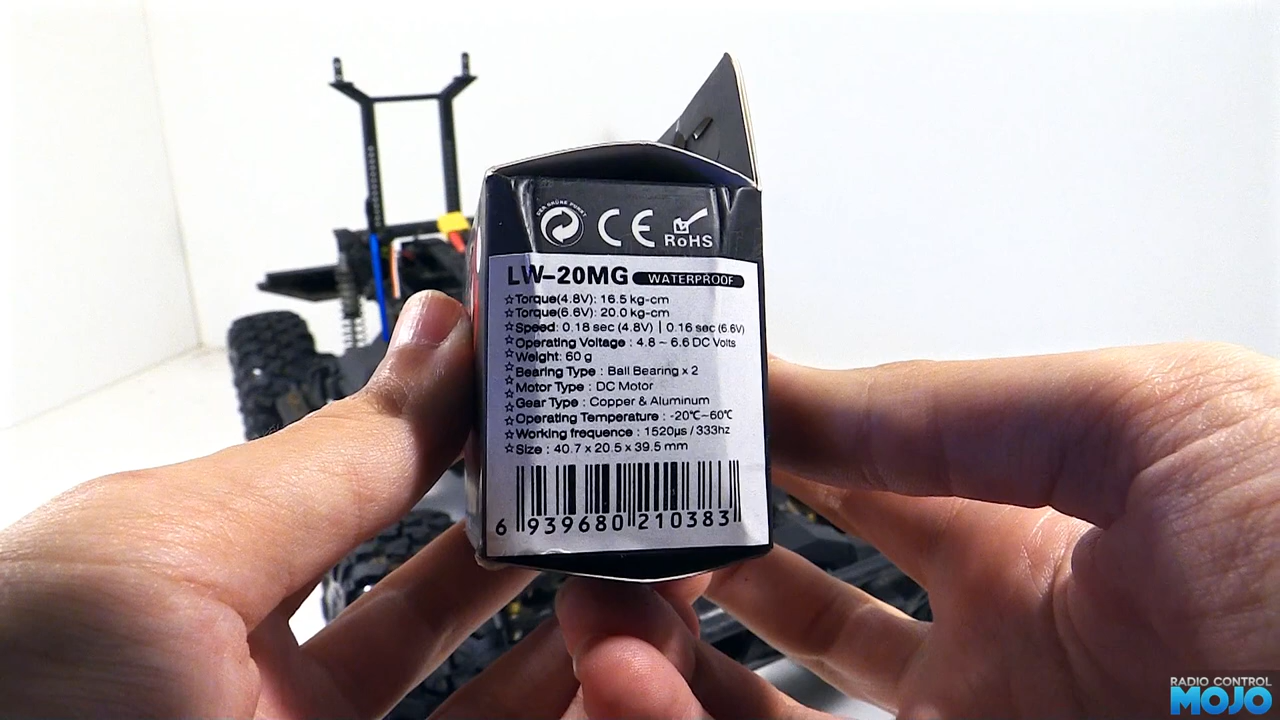 DER GRÜNE PUNKT
CE
RoHS
LW-20MG WATERPROOF
☆Torque(4.8V): 16.5 kg-cm
☆Torque(6.6V): 20.0 kg-cm
☆Speed: 0.18 sec (4.8V) | 0.16 sec (6.6V)
☆Operating Voltage : 4.8 ~ 6.6 DC Volts
☆Weight: 60 g
☆Bearing Type : Ball Bearing x 2
☆Motor Type : DC Motor
☆Gear Type : Copper & Aluminum
☆Operating Temperature : -20℃~60℃
☆Working frequence : 1520μs / 333hz
☆Size : 40.7 x 20.5 x 39.5 mm
6 939680 210383
RADIO CONTROL
MOJO